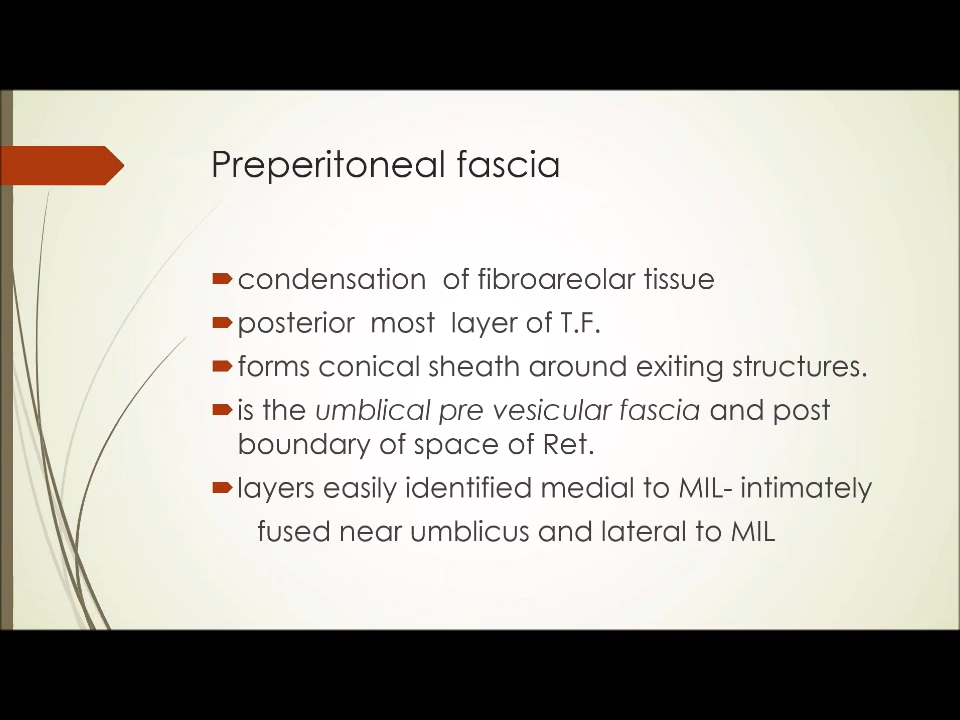 Preperitoneal fascia
condensation of fibroareolar tissue
posterior most layer of T.F.
forms conical sheath around exiting structures.
is the umblical pre vesicular fascia and post
boundary of space of Ret.
layers easily identified medial to MIL- intimately
fused near umblicus and lateral to MIL